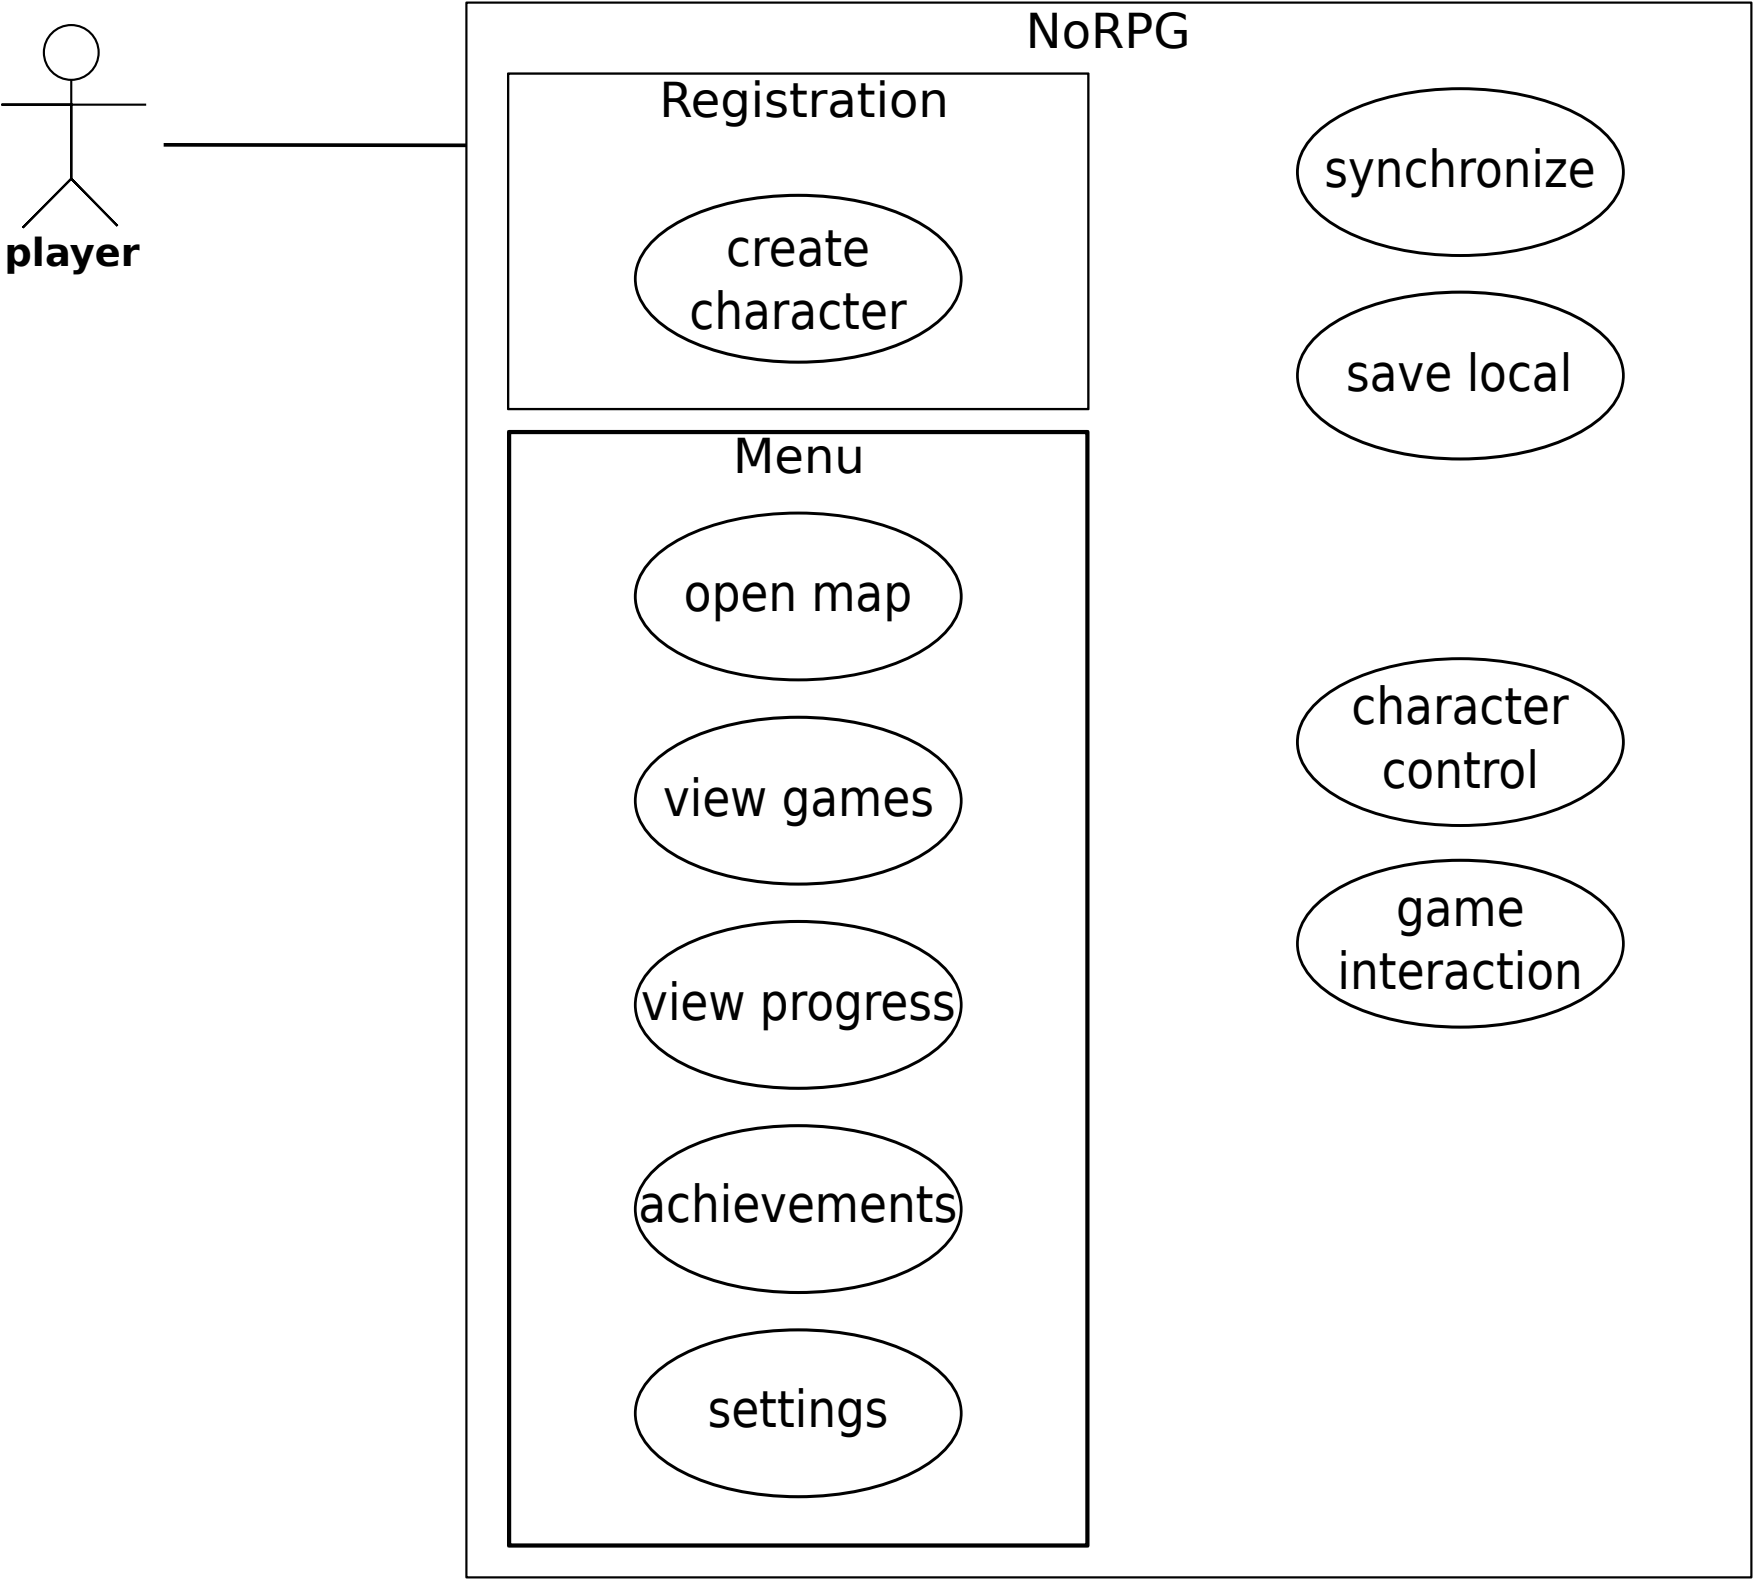 NoRPG
player
Registration
create
character
Menu
open map
view games
view progress
achievements
settings
synchronize
save local
character
control
game
interaction